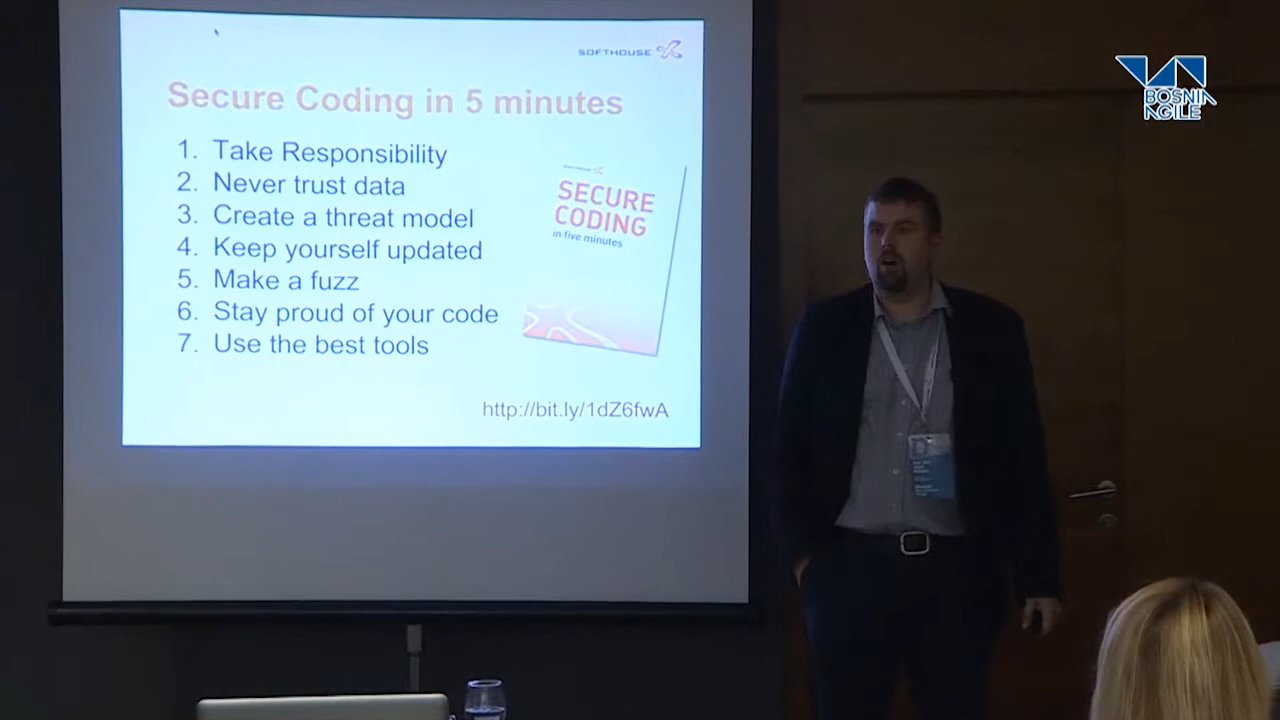 SOFTHOUSE
Secure Coding in 5 minutes
1. Take Responsibility
2. Never trust data
3. Create a threat model
4. Keep yourself updated
5. Make a fuzz
6. Stay proud of your code
7. Use the best tools
SECURE
CODING
in five minutes
http://bit.ly/1dZ6fwA
BOSNIA
AGILE